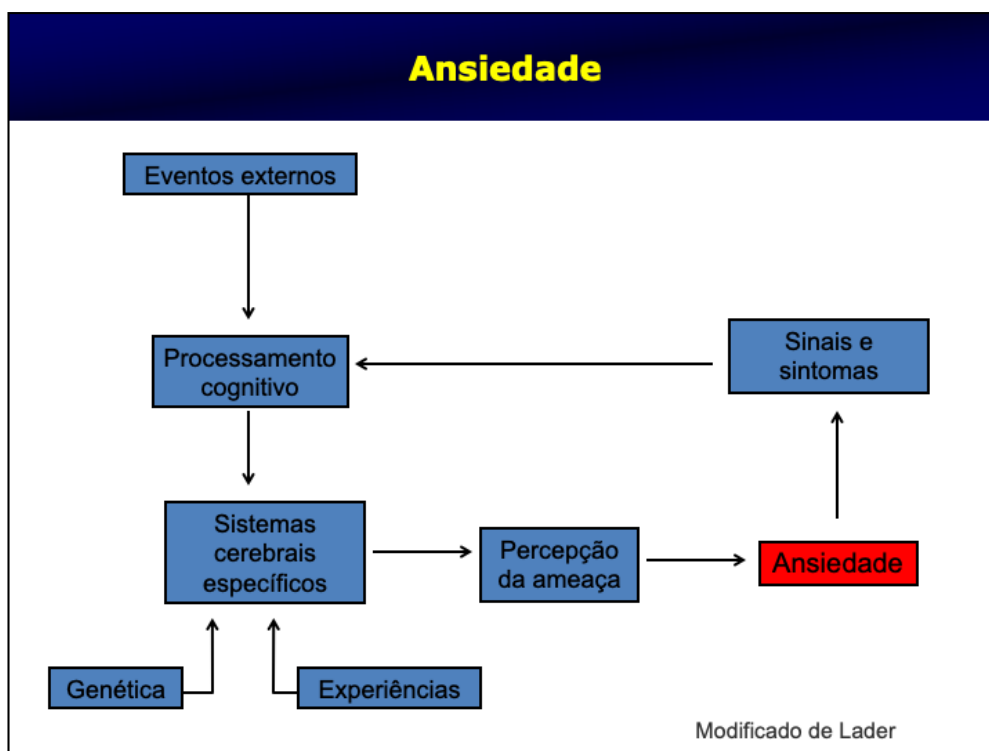 Ansiedade
Eventos externos
Processamento
cognitivo
Sinais e
sintomas
Sistemas
cerebrais
específicos
Percepção
da ameaça
Ansiedade
Genética
Experiências
Modificado de Lader